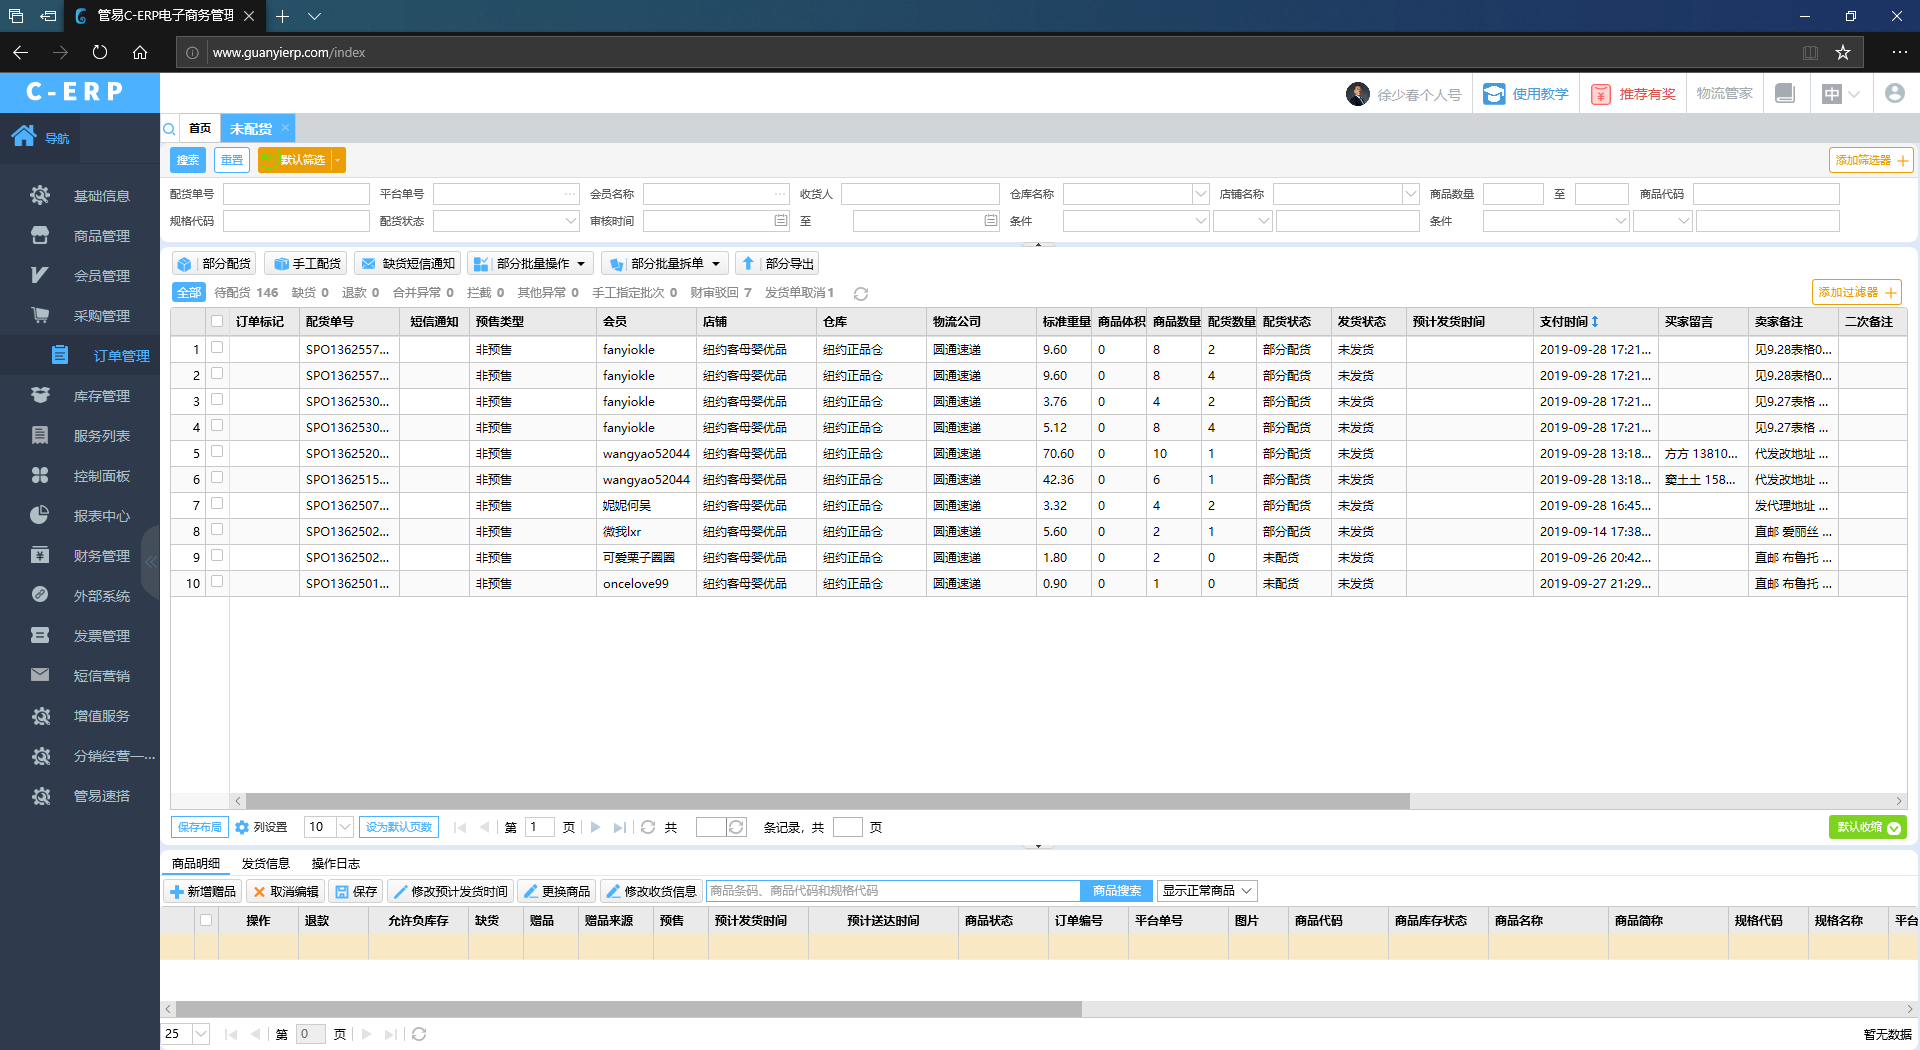 管易C-ERP电子商务管理
www.guanyierp.com/index
C-ERP
徐少春个人号
使用教学
推荐有奖
物流管家
中
导航
首页
未配货
基础信息
商品管理
会员管理
采购管理
订单管理
库存管理
服务列表
控制面板
报表中心
财务管理
外部系统
发票管理
短信营销
增值服务
分销经营一...
管易速搭
搜索 重置 默认筛选 添加筛选器
配货单号 平台单号 会员名称 收货人 仓库名称 店铺名称 商品数量 至 商品代码
规格代码 配货状态 审核时间 至 条件 条件
部分配货 手工配货 缺货短信通知 部分批量操作 部分批量拆单 部分导出
全部 待配货 146 缺货 0 退款 0 合并异常 0 拦截 0 其他异常 0 手工指定批次 0 财审驳回 7 发货单取消1 添加过滤器
订单标记 配货单号 短信通知 预售类型 会员 店铺 仓库 物流公司 标准重量 商品体积 商品数量 配货数量 配货状态 发货状态 预计发货时间 支付时间 买家留言 卖家备注 二次备注
1 SPO1362557... 非预售 fanyiokle 纽约客母婴优品 纽约正品仓 圆通速递 9.60 0 8 2 部分配货 未发货 2019-09-28 17:21... 见9.28表格0...
2 SPO1362557... 非预售 fanyiokle 纽约客母婴优品 纽约正品仓 圆通速递 9.60 0 8 4 部分配货 未发货 2019-09-28 17:21... 见9.28表格0...
3 SPO1362530... 非预售 fanyiokle 纽约客母婴优品 纽约正品仓 圆通速递 3.76 0 4 2 部分配货 未发货 2019-09-28 17:21... 见9.27表格 ...
4 SPO1362530... 非预售 fanyiokle 纽约客母婴优品 纽约正品仓 圆通速递 5.12 0 8 4 部分配货 未发货 2019-09-28 17:21... 见9.27表格 ...
5 SPO1362520... 非预售 wangyao52044 纽约客母婴优品 纽约正品仓 圆通速递 70.60 0 10 1 部分配货 未发货 2019-09-28 13:18... 方方 13810... 代发改地址 ...
6 SPO1362515... 非预售 wangyao52044 纽约客母婴优品 纽约正品仓 圆通速递 42.36 0 6 1 部分配货 未发货 2019-09-28 13:18... 窦土土 158... 代发改地址 ...
7 SPO1362507... 非预售 妮妮何吴 纽约客母婴优品 纽约正品仓 圆通速递 3.32 0 4 2 部分配货 未发货 2019-09-28 16:45... 发代理地址 ...
8 SPO1362502... 非预售 微我lxr 纽约客母婴优品 纽约正品仓 圆通速递 5.60 0 2 1 部分配货 未发货 2019-09-14 17:38... 直邮 爱丽丝 ...
9 SPO1362502... 非预售 可爱栗子圈圈 纽约客母婴优品 纽约正品仓 圆通速递 1.80 0 2 0 未配货 未发货 2019-09-26 20:42... 直邮 布鲁托 ...
10 SPO1362501... 非预售 oncelove99 纽约客母婴优品 纽约正品仓 圆通速递 0.90 0 1 0 未配货 未发货 2019-09-27 21:29... 直邮 布鲁托 ...
保存布局 列设置 10 设为默认页数 第 1 页 共 条记录，共 页 默认收缩
商品明细 发货信息 操作日志
新增赠品 取消编辑 保存 修改预计发货时间 更换商品 修改收货信息 商品条码、商品代码和规格代码 商品搜索 显示正常商品
操作 退款 允许负库存 缺货 赠品 赠品来源 预售 预计发货时间 预计送达时间 商品状态 订单编号 平台单号 图片 商品代码 商品库存状态 商品名称 商品简称 规格代码 规格名称 平台
25 第 0 页 暂无数据